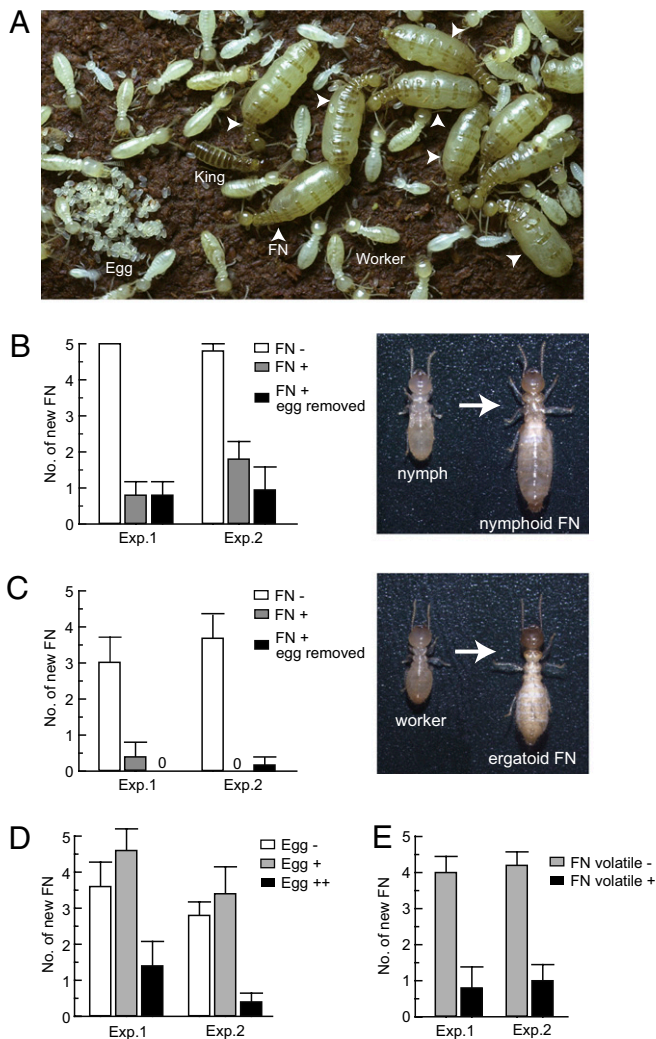 A
King
Egg
FN
Worker
B
No. of new FN
5
4
3
2
1
0
Exp.1
Exp.2
FN -
FN +
FN +
egg removed
nymph
nymphoid FN
C
No. of new FN
5
4
3
2
1
0
0
0
Exp.1
Exp.2
FN -
FN +
FN +
egg removed
worker
ergatoid FN
D
No. of new FN
5
4
3
2
1
0
Exp.1
Exp.2
Egg -
Egg +
Egg ++
E
No. of new FN
5
4
3
2
1
0
Exp.1
Exp.2
FN volatile -
FN volatile +